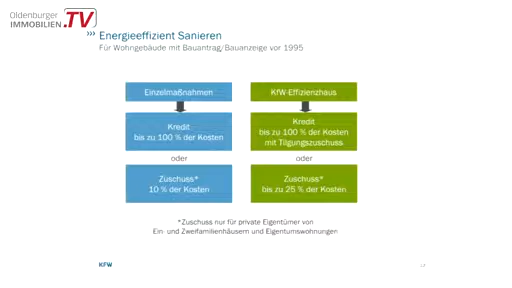 Oldenburger
IMMOBILIEN.TV
››› Energieeffizient Sanieren
Für Wohngebäude mit Bauantrag/Bauanzeige vor 1995
Einzelmaßnahmen
Kredit
bis zu 100 % der Kosten
oder
Zuschuss*
10 % der Kosten
KfW-Effizienzhaus
Kredit
bis zu 100 % der Kosten
mit Tilgungszuschuss
oder
Zuschuss*
bis zu 25 % der Kosten
*Zuschuss nur für private Eigentümer von
Ein- und Zweifamilienhäusern und Eigentumswohnungen
KFW